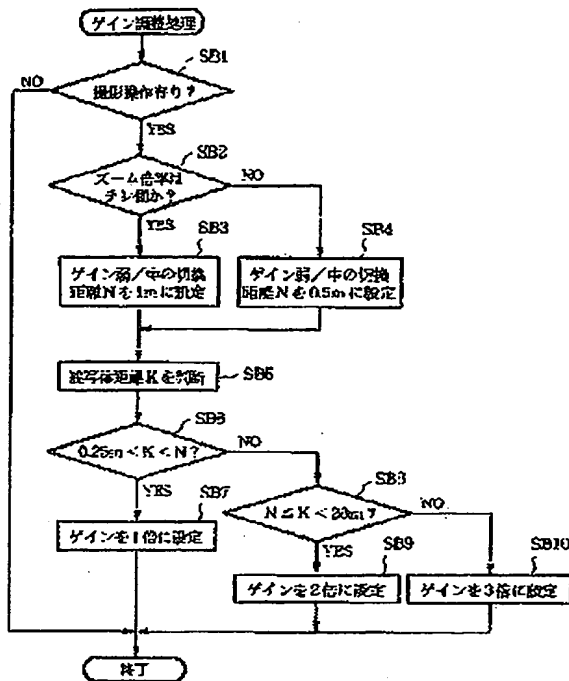 ゲイン調整処理
SB1
NO
撮影操作有り?
YES
SB2
ズーム倍率は
テレ側か?
NO
YES
SB3
SB4
ゲイン弱/中の切換
距離Nを1mに設定
ゲイン弱/中の切換
距離Nを0.5mに設定
被写体距離Kを判断
SB5
SB6
0.25m<K<N?
NO
YES
SB7
SB8
N≦K<20m?
NO
ゲインを1倍に設定
YES
SB9
SB10
ゲインを2倍に設定
ゲインを3倍に設定
終了